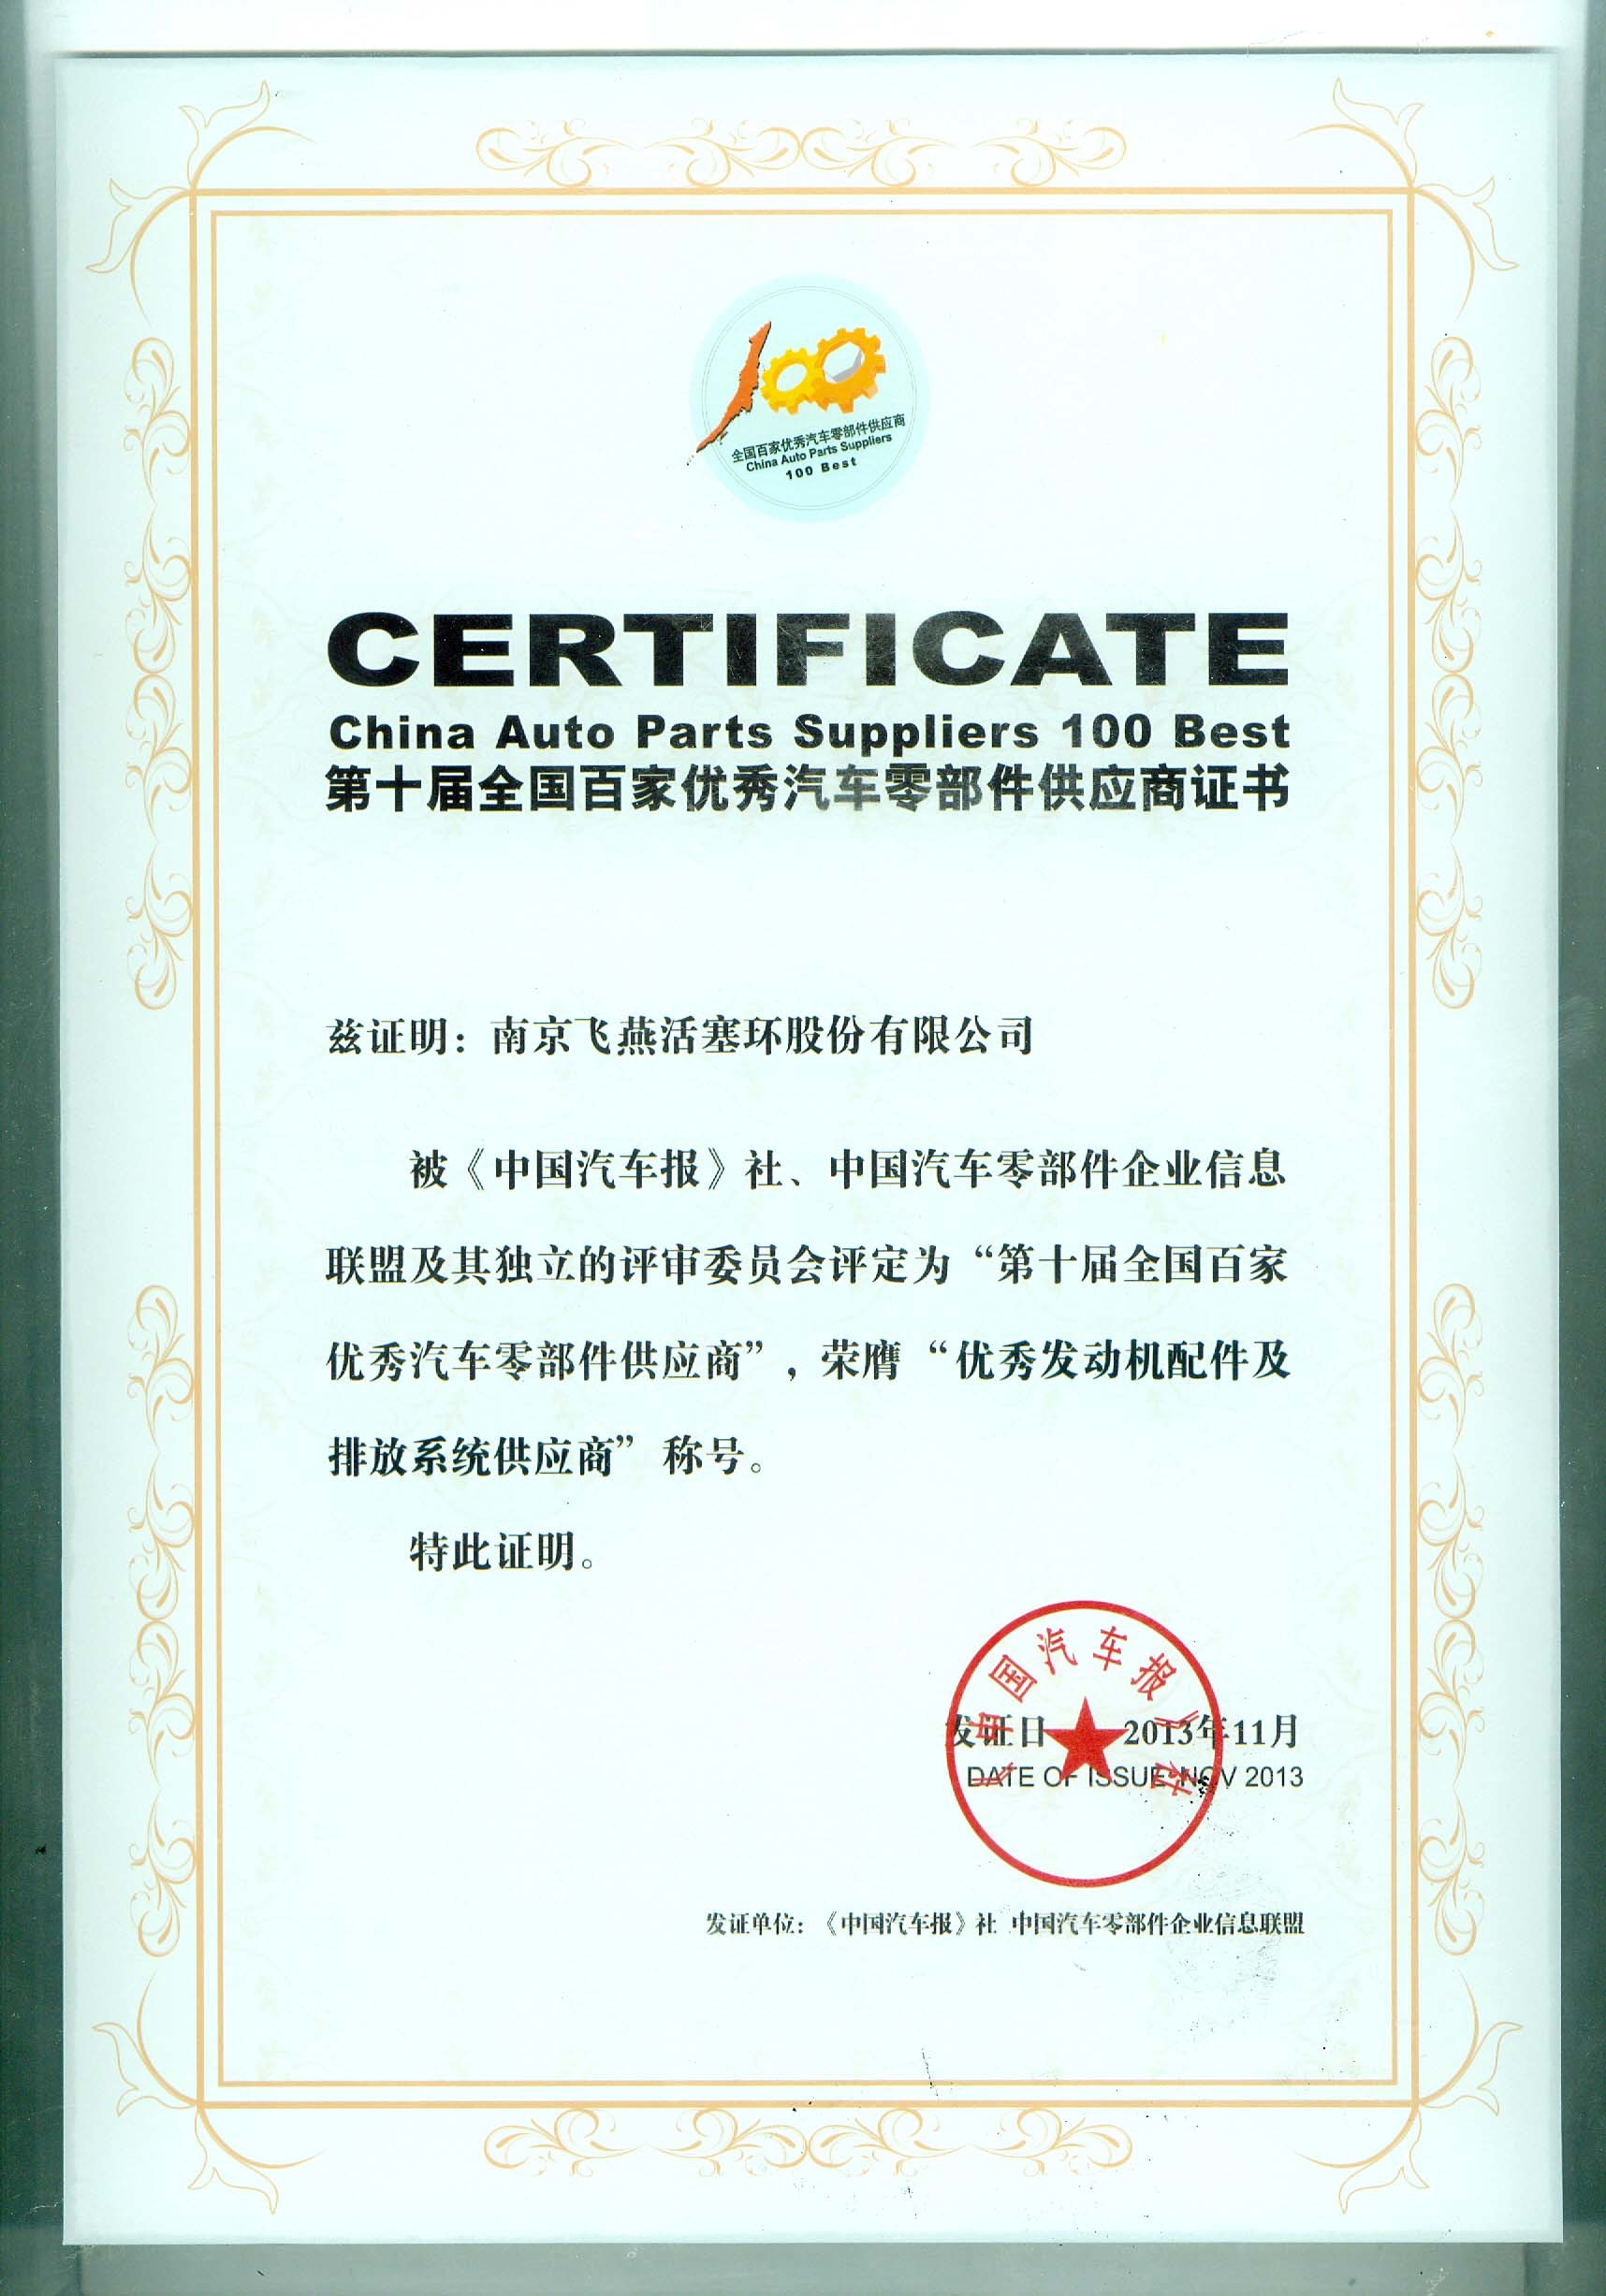 全国百家优秀汽车零部件供应商
China Auto Parts Suppliers
100 Best
CERTIFICATE
China Auto Parts Suppliers 100 Best
第十届全国百家优秀汽车零部件供应商证书
兹证明：南京飞燕活塞环股份有限公司
被《中国汽车报》社、中国汽车零部件企业信息
联盟及其独立的评审委员会评定为“第十届全国百家
优秀汽车零部件供应商”，荣膺“优秀发动机配件及
排放系统供应商”称号。
特此证明。
《中国汽车报》社
发证日 2013年11月
DATE OF ISSUE NOV 2013
发证单位：《中国汽车报》社 中国汽车零部件企业信息联盟